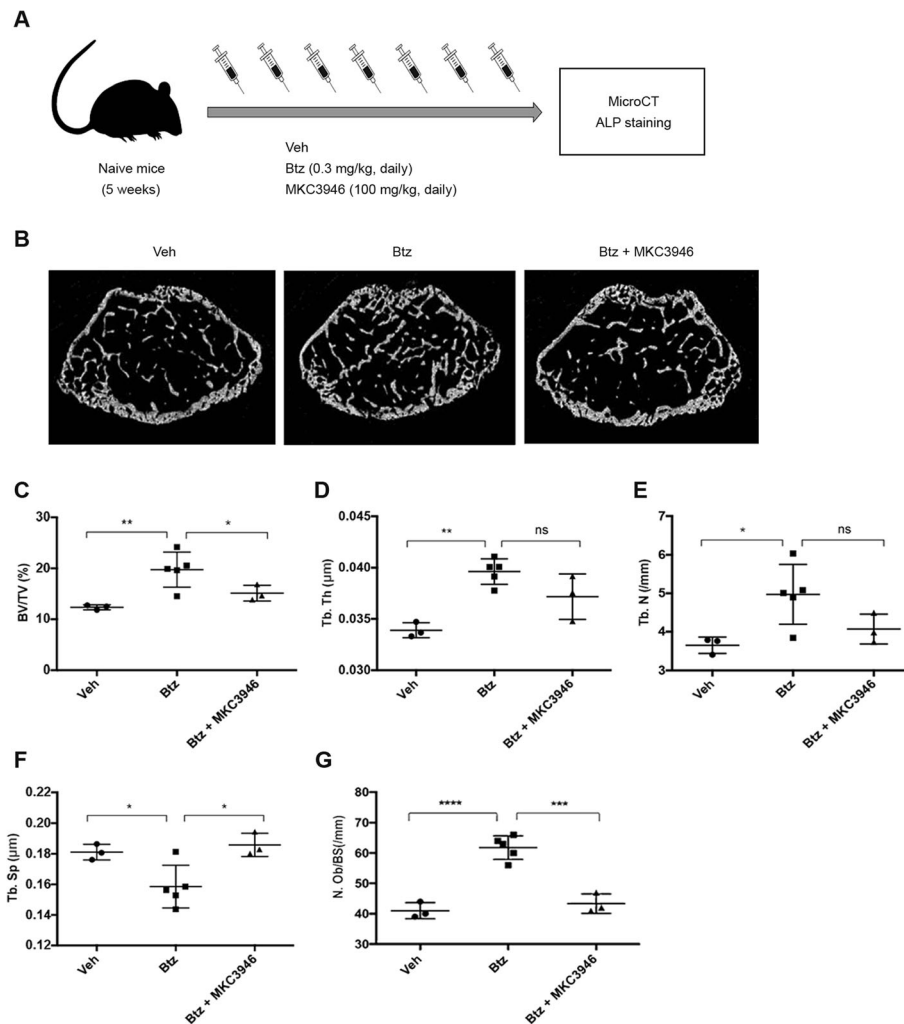 A
Naive mice
(5 weeks)
Veh
Btz (0.3 mg/kg, daily)
MKC3946 (100 mg/kg, daily)
MicroCT
ALP staining
B
Veh
Btz
Btz + MKC3946
C
BV/TV (%)
30
20
10
0
**
*
Veh
Btz
Btz + MKC3946
D
Tb. Th (μm)
0.045
0.040
0.035
0.030
**
ns
Veh
Btz
Btz + MKC3946
E
Tb. N (/mm)
7
6
5
4
3
*
ns
Veh
Btz
Btz + MKC3946
F
Tb. Sp (μm)
0.22
0.20
0.18
0.16
0.14
0.12
*
*
Veh
Btz
Btz + MKC3946
G
N. Ob/BS(/mm)
80
70
60
50
40
30
****
***
Veh
Btz
Btz + MKC3946